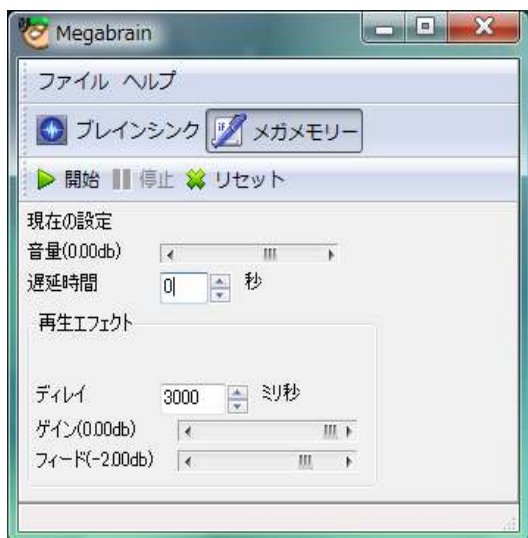 Megabrain
ファイル ヘルプ
ブレインシンク メガメモリー
開始 停止 リセット
現在の設定
音量(0.00db)
遅延時間 0 秒
再生エフェクト
ディレイ 3000 ミリ秒
ゲイン(0.00db)
フィード(-2.00db)